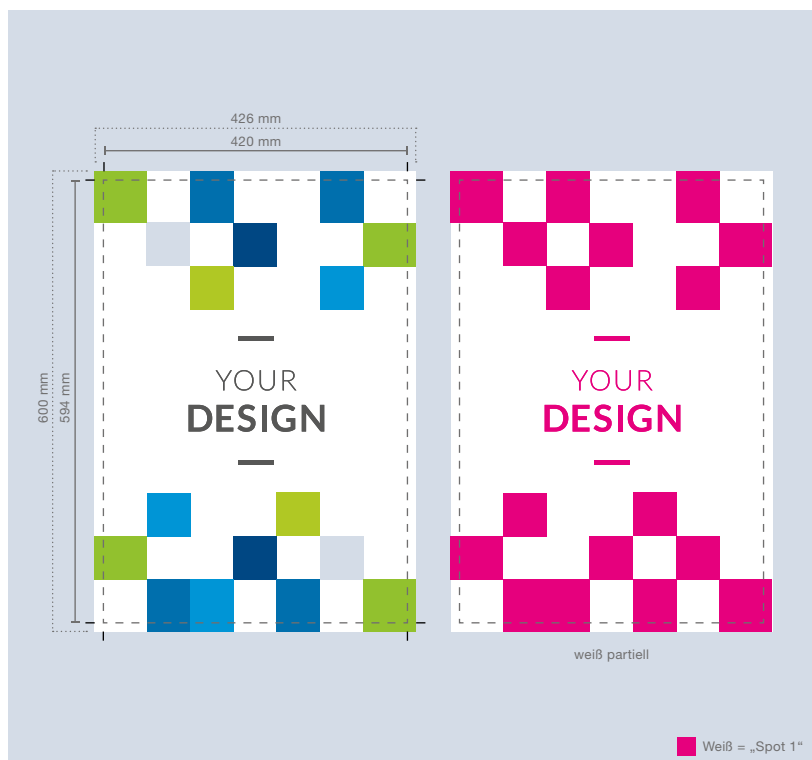 426 mm
420 mm
600 mm
594 mm
YOUR
DESIGN
YOUR
DESIGN
weiß partiell
Weiß = „Spot 1“